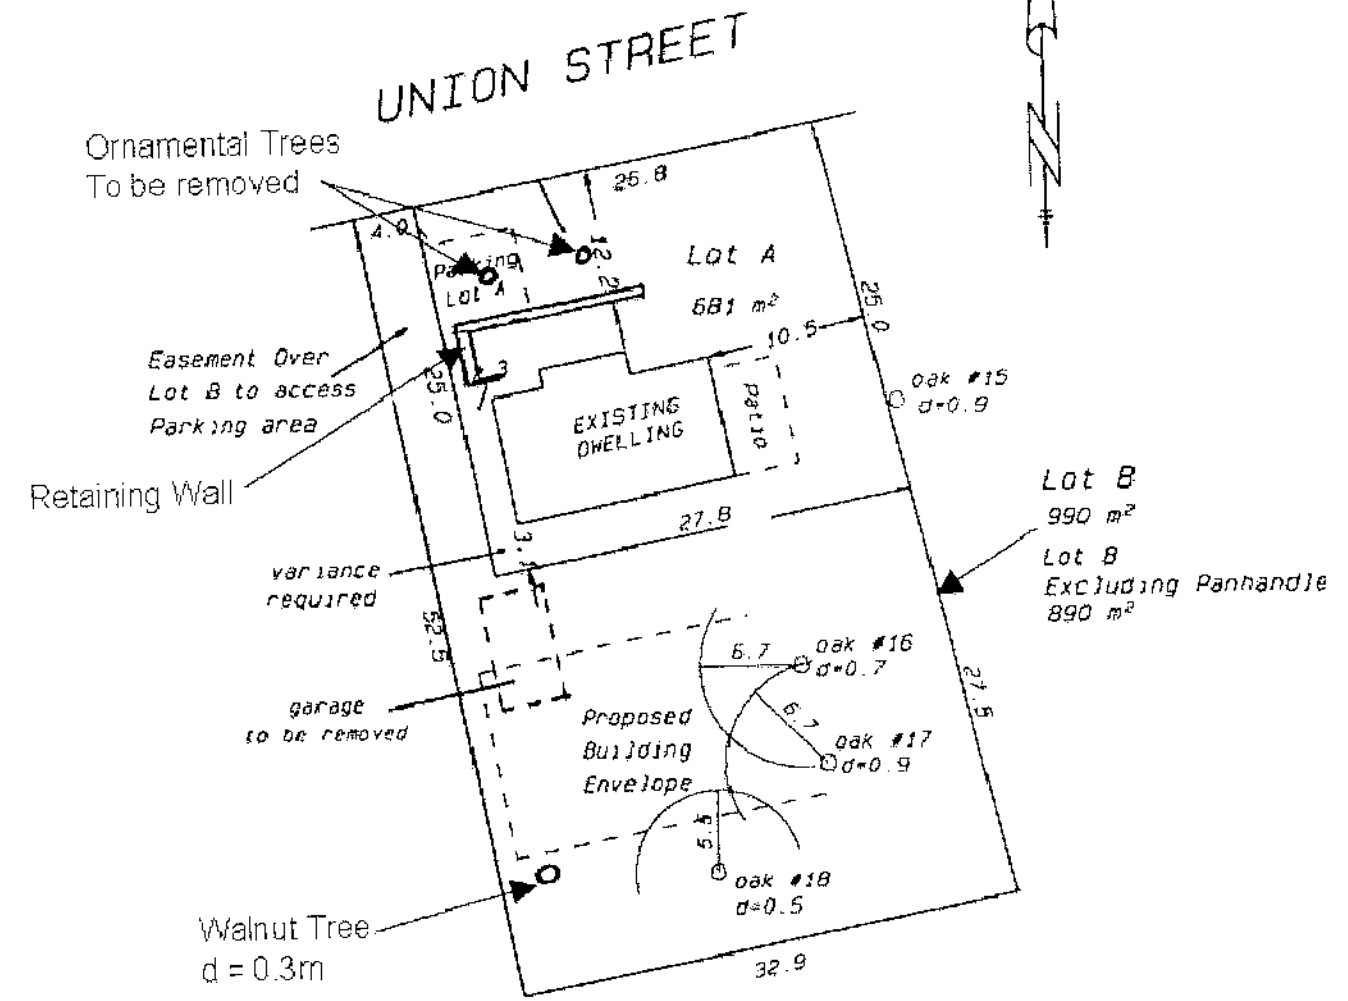 UNION STREET
Ornamental Trees
To be removed
25.8
4.0
12.2
Parking
Lot A
Lot A
681 m²
10.5
25.0
Easement Over
Lot B to access
Parking area
3
25.0
oak #15
d=0.9
Patio
EXISTING
DWELLING
Retaining Wall
Lot B
990 m²
27.8
Lot B
Excluding Panhandle
890 m²
variance
required
52.5
6.7
oak #16
d=0.7
27.5
garage
to be removed
Proposed
Building
Envelope
6.7
oak #17
d=0.9
5.5
oak #18
d=0.5
Walnut Tree
d = 0.3m
32.9
N